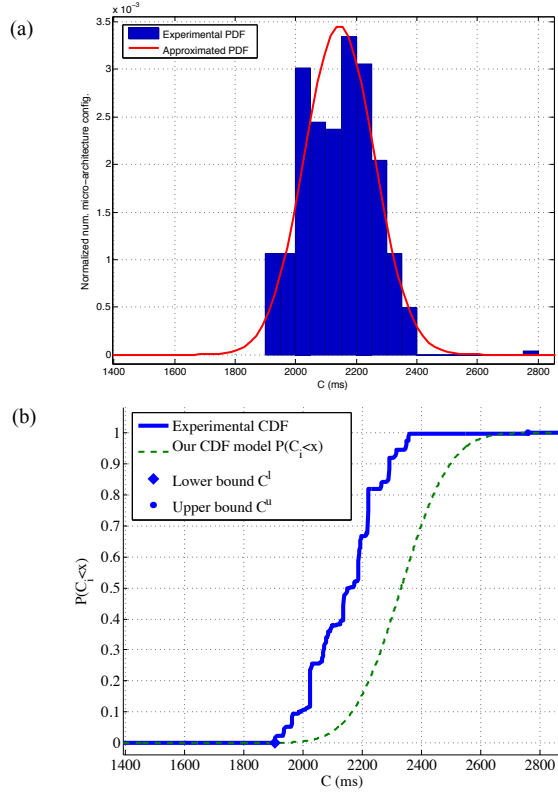 (a)
x 10⁻³
Experimental PDF
Approximated PDF
Normalized num. micro-architecture config.
3.5
3
2.5
2
1.5
1
0.5
0
1400 1600 1800 2000 2200 2400 2600 2800
C (ms)
(b)
Experimental CDF
Our CDF model P(C_i<x)
Lower bound C^l
Upper bound C^u
P(C_i<x)
1
0.9
0.8
0.7
0.6
0.5
0.4
0.3
0.2
0.1
0
1400 1600 1800 2000 2200 2400 2600 2800
C (ms)